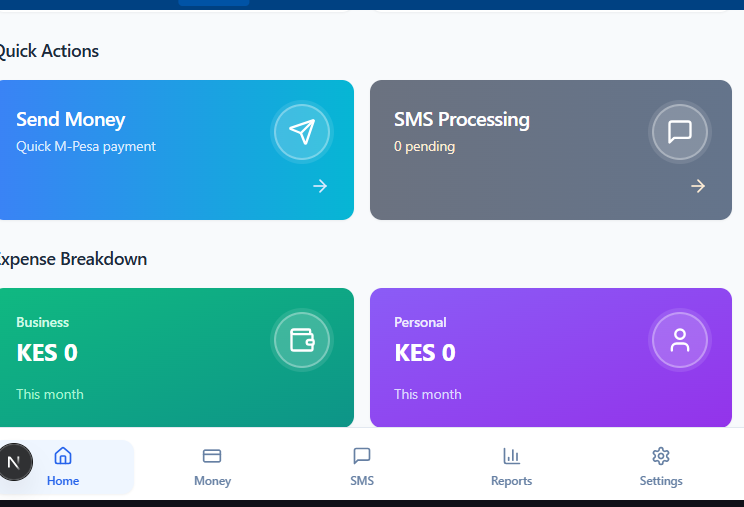 Quick Actions
Send Money
Quick M-Pesa payment
SMS Processing
0 pending
Expense Breakdown
Business
KES 0
This month
Personal
KES 0
This month
N
Home
Money
SMS
Reports
Settings